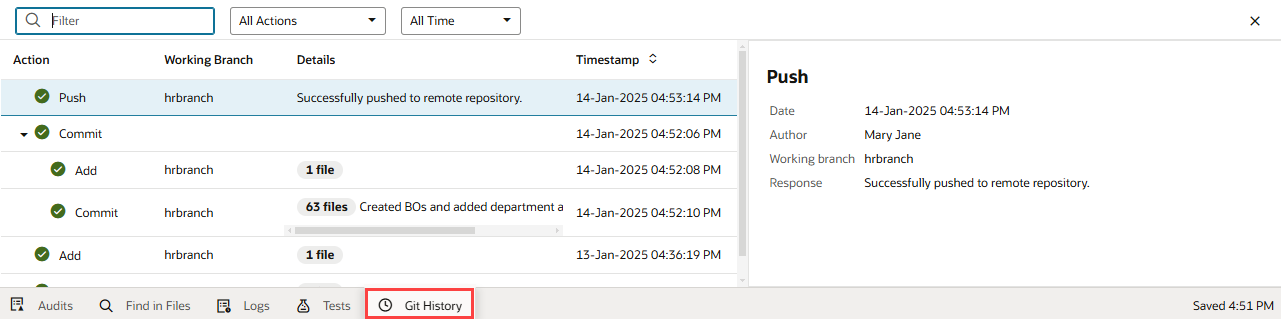 Filter All Actions All Time
Action Working Branch Details Timestamp
Push hrbranch Successfully pushed to remote repository. 14-Jan-2025 04:53:14 PM
Commit 14-Jan-2025 04:52:06 PM
Add hrbranch 1 file 14-Jan-2025 04:52:08 PM
Commit hrbranch 63 files Created BOs and added department a 14-Jan-2025 04:52:10 PM
Add hrbranch 1 file 13-Jan-2025 04:36:19 PM
Push
Date 14-Jan-2025 04:53:14 PM
Author Mary Jane
Working branch hrbranch
Response Successfully pushed to remote repository.
Audits Find in Files Logs Tests Git History Saved 4:51 PM